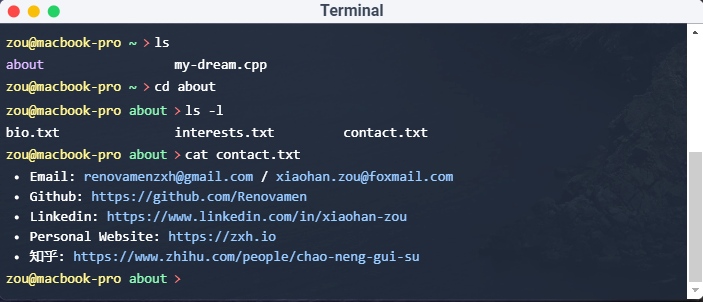 Terminal
zou@macbook-pro ~ > ls
about my-dream.cpp
zou@macbook-pro ~ > cd about
zou@macbook-pro about > ls -l
bio.txt interests.txt contact.txt
zou@macbook-pro about > cat contact.txt
• Email: renovamenzxh@gmail.com / xiaohan.zou@foxmail.com
• Github: https://github.com/Renovamen
• Linkedin: https://www.linkedin.com/in/xiaohan-zou
• Personal Website: https://zxh.io
• 知乎: https://www.zhihu.com/people/chao-neng-gui-su
zou@macbook-pro about >